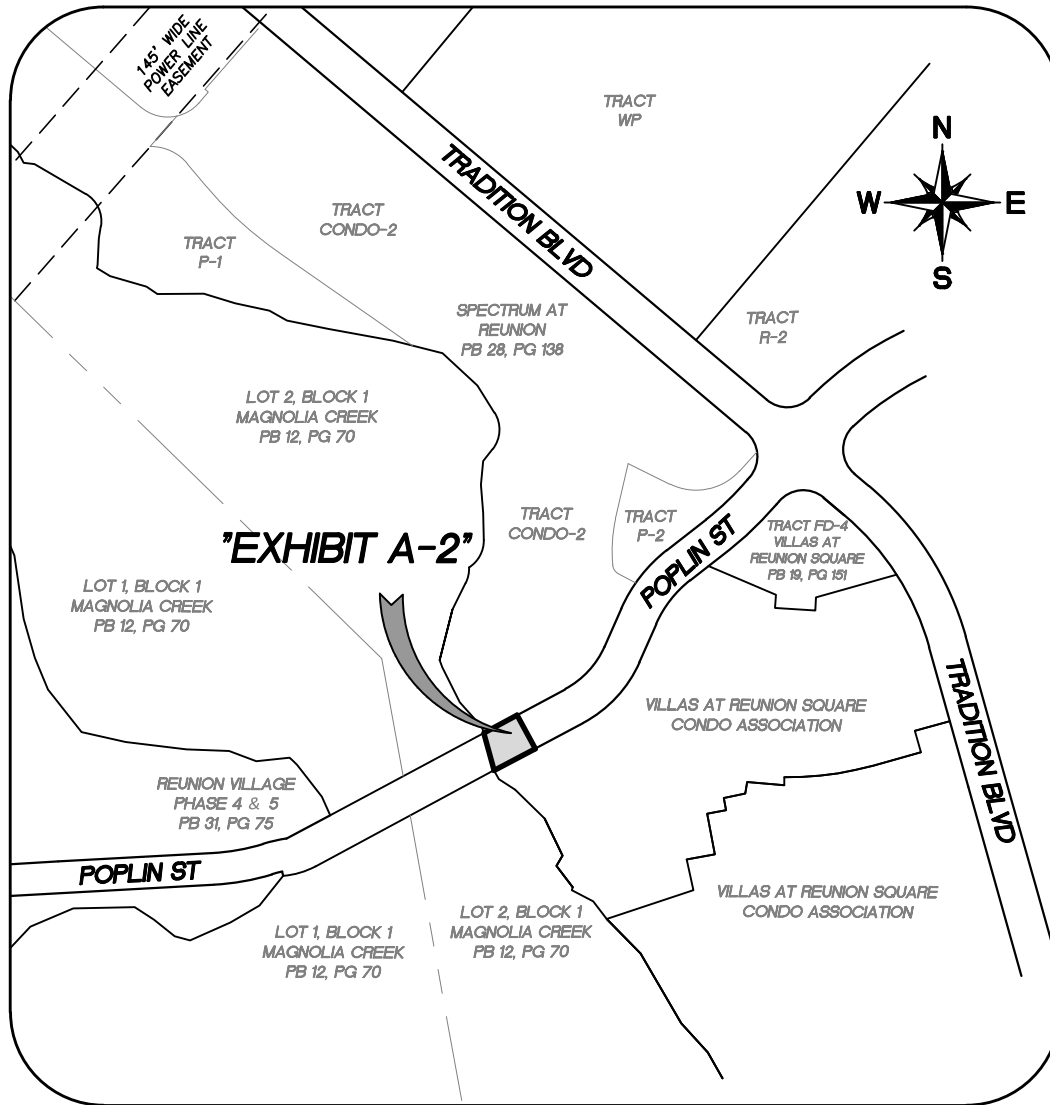 145' WIDE
POWER LINE
EASEMENT
TRACT
WP
N
W
E
S
TRADITION BLVD
TRACT
CONDO-2
TRACT
P-1
SPECTRUM AT
REUNION
PB 28, PG 138
TRACT
R-2
LOT 2, BLOCK 1
MAGNOLIA CREEK
PB 12, PG 70
"EXHIBIT A-2"
TRACT
CONDO-2
TRACT
P-2
POPLIN ST
TRACT FD-4
VILLAS AT
REUNION SQUARE
PB 19, PG 151
LOT 1, BLOCK 1
MAGNOLIA CREEK
PB 12, PG 70
VILLAS AT REUNION SQUARE
CONDO ASSOCIATION
TRADITION BLVD
REUNION VILLAGE
PHASE 4 & 5
PB 31, PG 75
POPLIN ST
VILLAS AT REUNION SQUARE
CONDO ASSOCIATION
LOT 1, BLOCK 1
MAGNOLIA CREEK
PB 12, PG 70
LOT 2, BLOCK 1
MAGNOLIA CREEK
PB 12, PG 70